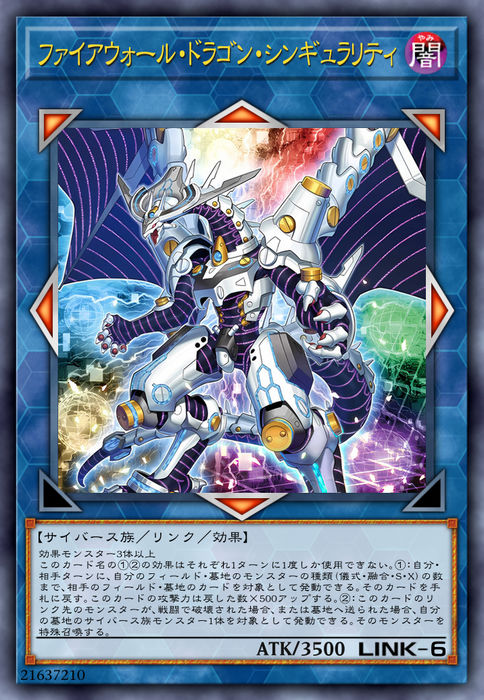 ファイアウォール・ドラゴン・シンギュラリティ 闇
やみ
【サイバース族／リンク／効果】
効果モンスター3体以上
このカード名の①②の効果はそれぞれ1ターンに1度しか使用できない。①：自分・
相手ターンに、自分のフィールド・墓地のモンスターの種類(儀式・融合・S・X)の数
まで、相手のフィールド・墓地のカードを対象として発動できる。そのカードを手
札に戻す。このカードの攻撃力は戻した数×500アップする。②：このカードのリ
ンク先のモンスターが、戦闘で破壊された場合、または墓地へ送られた場合、自分
の墓地のサイバース族モンスター1体を対象として発動できる。そのモンスターを
特殊召喚する。
ATK/3500 LINK-6
21637210